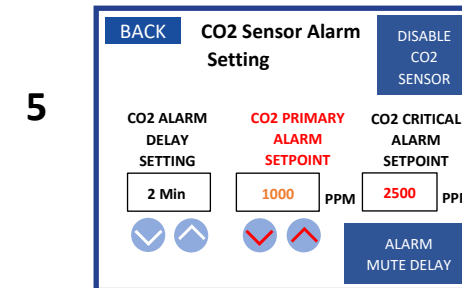 BACK
CO2 Sensor Alarm
Setting
DISABLE
CO2
SENSOR
5
CO2 ALARM
DELAY
SETTING
CO2 PRIMARY
ALARM
SETPOINT
CO2 CRITICAL
ALARM
SETPOINT
2 Min
1000
PPM
2500
ALARM
MUTE DELAY